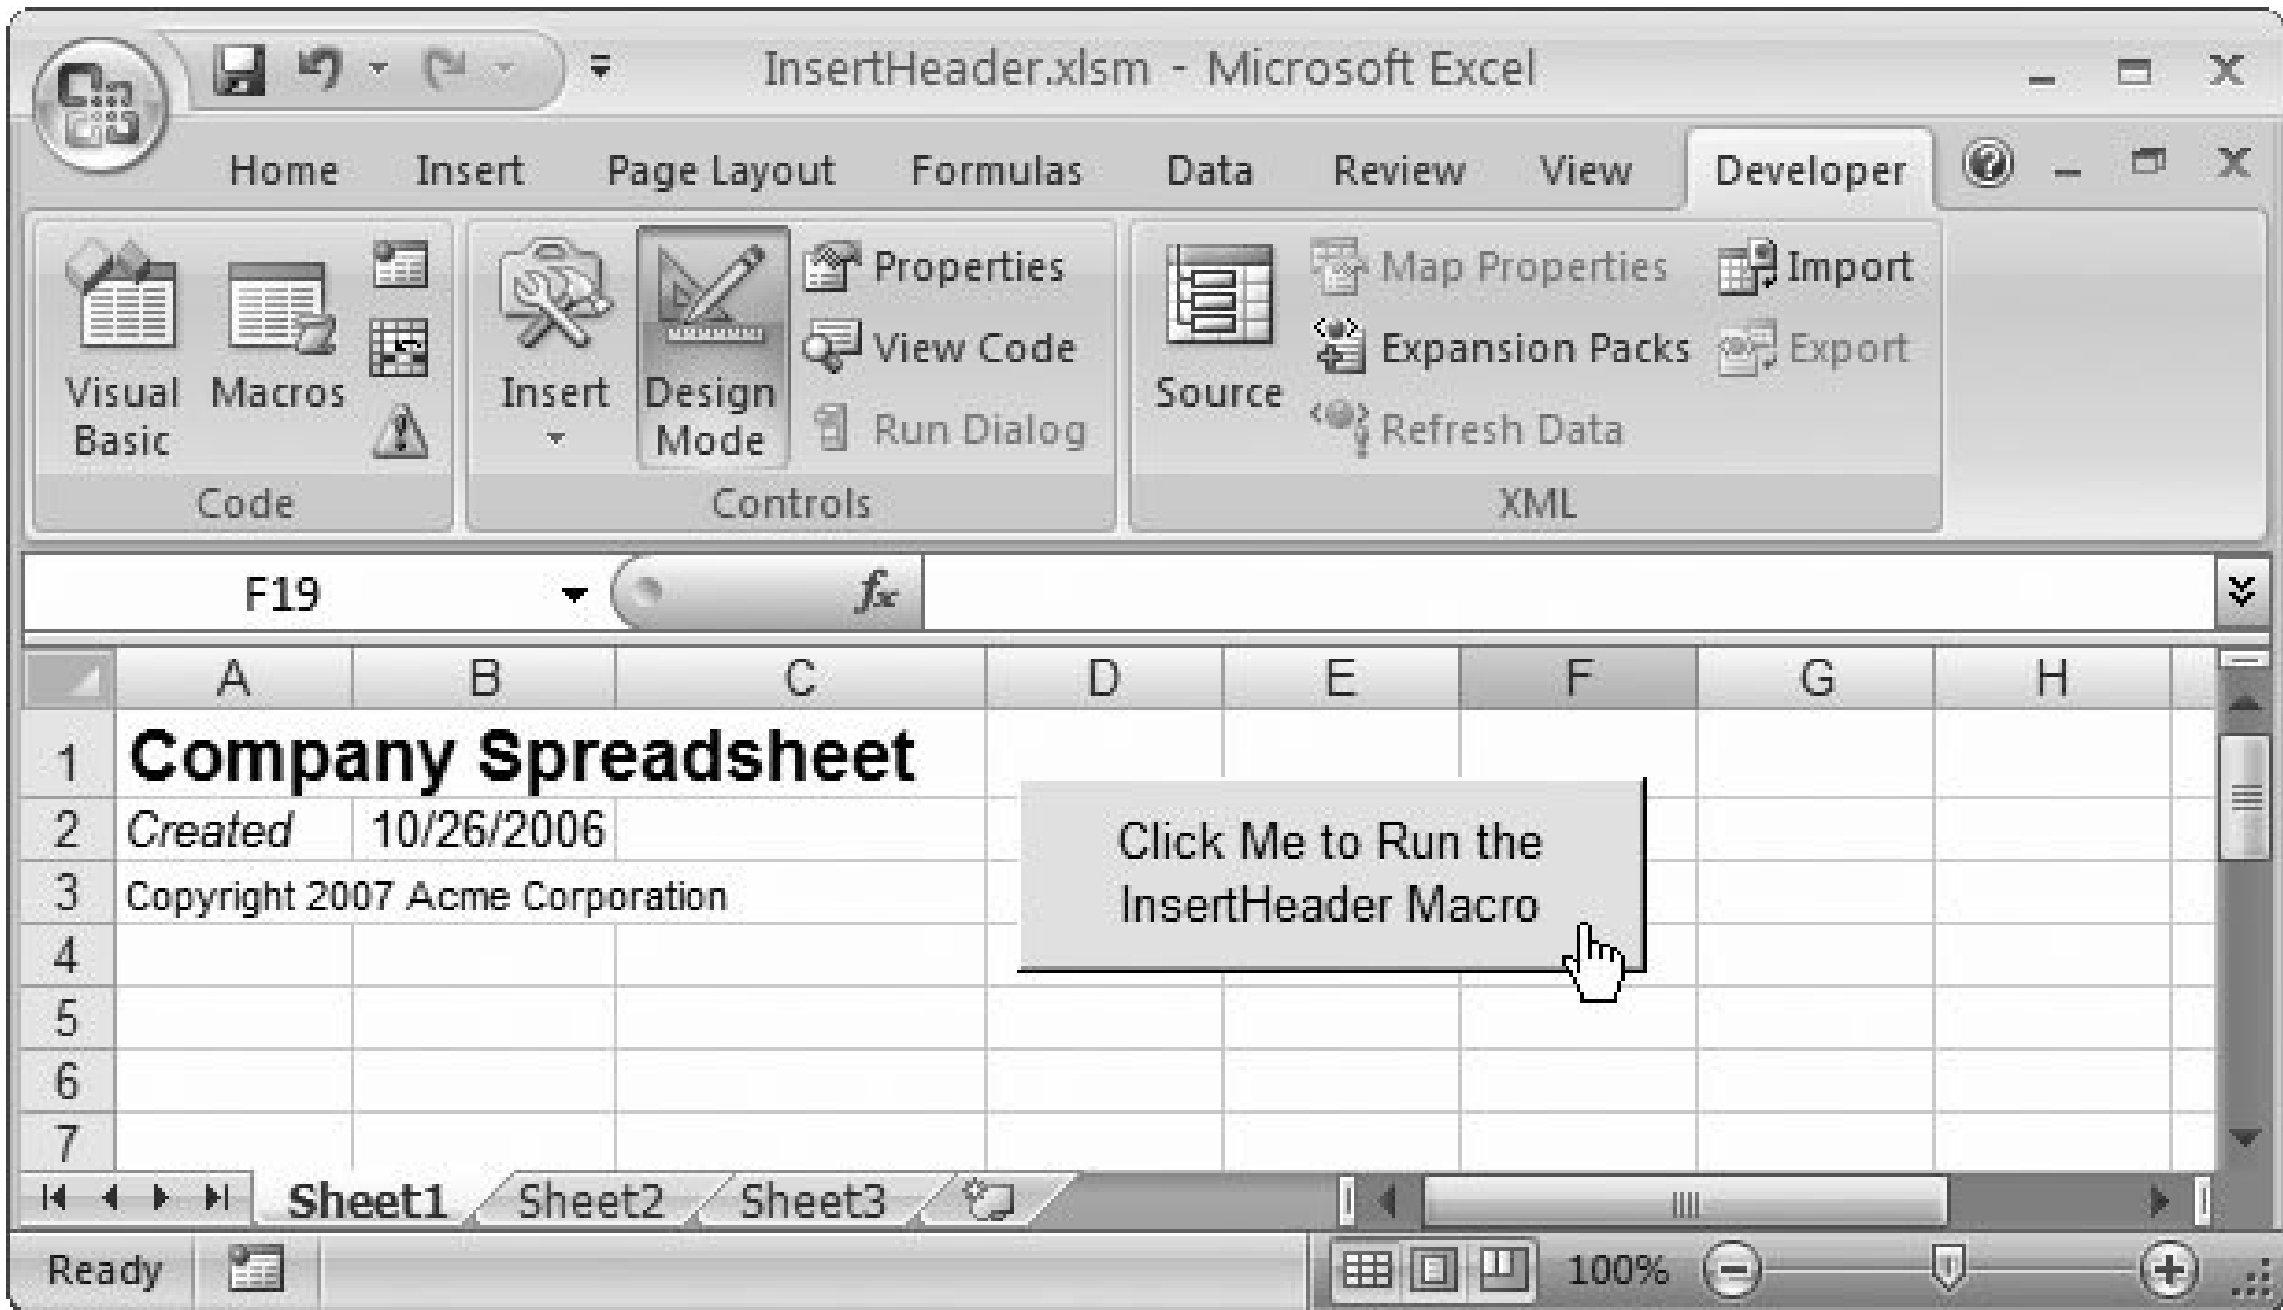 InsertHeader.xlsm - Microsoft Excel
Home Insert Page Layout Formulas Data Review View Developer
Visual Basic
Macros
Insert
Design Mode
Properties
View Code
Run Dialog
Source
Map Properties
Expansion Packs
Refresh Data
Import
Export
Code Controls XML
F19 fx
A B C D E F G H
1 Company Spreadsheet
2 Created 10/26/2006
3 Copyright 2007 Acme Corporation
4
5
6
7
Click Me to Run the
InsertHeader Macro
Sheet1 Sheet2 Sheet3
Ready 100%